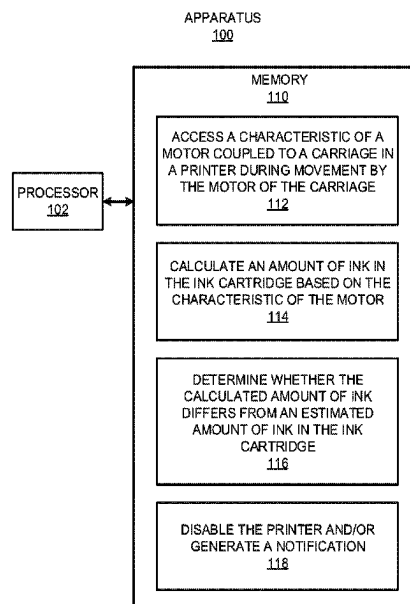 APPARATUS
100
MEMORY
110
PROCESSOR
102
ACCESS A CHARACTERISTIC OF A
MOTOR COUPLED TO A CARRIAGE IN
A PRINTER DURING MOVEMENT BY
THE MOTOR OF THE CARRIAGE
112
CALCULATE AN AMOUNT OF INK IN
THE INK CARTRIDGE BASED ON THE
CHARACTERISTIC OF THE MOTOR
114
DETERMINE WHETHER THE
CALCULATED AMOUNT OF INK
DIFFERS FROM AN ESTIMATED
AMOUNT OF INK IN THE INK
CARTRIDGE
116
DISABLE THE PRINTER AND/OR
GENERATE A NOTIFICATION
118